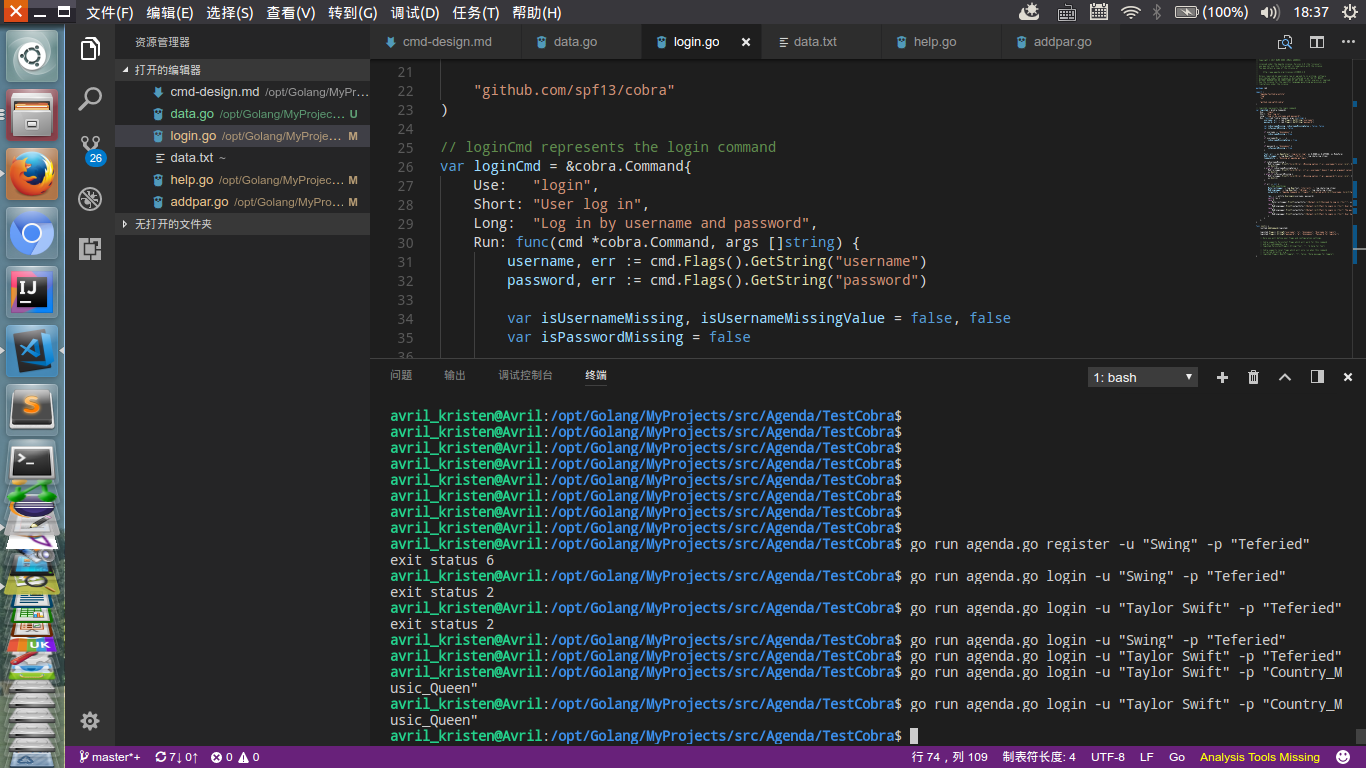 文件(F) 编辑(E) 选择(S) 查看(V) 转到(G) 调试(D) 任务(T) 帮助(H)
(100%) 18:37
资源管理器
打开的编辑器
cmd-design.md /opt/Golang/MyPr...
data.go /opt/Golang/MyProjec... U
login.go /opt/Golang/MyProje... M
data.txt ~
help.go /opt/Golang/MyProjec... M
addpar.go /opt/Golang/MyPro... M
无打开的文件夹
26
cmd-design.md data.go login.go data.txt help.go addpar.go
21
22 "github.com/spf13/cobra"
23 )
24
25 // loginCmd represents the login command
26 var loginCmd = &cobra.Command{
27 Use: "login",
28 Short: "User log in",
29 Long: "Log in by username and password",
30 Run: func(cmd *cobra.Command, args []string) {
31 username, err := cmd.Flags().GetString("username")
32 password, err := cmd.Flags().GetString("password")
33
34 var isUsernameMissing, isUsernameMissingValue = false, false
35 var isPasswordMissing = false
36
问题 输出 调试控制台 终端
1: bash
avril_kristen@Avril:/opt/Golang/MyProjects/src/Agenda/TestCobra$
avril_kristen@Avril:/opt/Golang/MyProjects/src/Agenda/TestCobra$
avril_kristen@Avril:/opt/Golang/MyProjects/src/Agenda/TestCobra$
avril_kristen@Avril:/opt/Golang/MyProjects/src/Agenda/TestCobra$
avril_kristen@Avril:/opt/Golang/MyProjects/src/Agenda/TestCobra$
avril_kristen@Avril:/opt/Golang/MyProjects/src/Agenda/TestCobra$
avril_kristen@Avril:/opt/Golang/MyProjects/src/Agenda/TestCobra$
avril_kristen@Avril:/opt/Golang/MyProjects/src/Agenda/TestCobra$
avril_kristen@Avril:/opt/Golang/MyProjects/src/Agenda/TestCobra$ go run agenda.go register -u "Swing" -p "Teferied"
exit status 6
avril_kristen@Avril:/opt/Golang/MyProjects/src/Agenda/TestCobra$ go run agenda.go login -u "Swing" -p "Teferied"
exit status 2
avril_kristen@Avril:/opt/Golang/MyProjects/src/Agenda/TestCobra$ go run agenda.go login -u "Taylor Swift" -p "Teferied"
exit status 2
avril_kristen@Avril:/opt/Golang/MyProjects/src/Agenda/TestCobra$ go run agenda.go login -u "Swing" -p "Teferied"
avril_kristen@Avril:/opt/Golang/MyProjects/src/Agenda/TestCobra$ go run agenda.go login -u "Taylor Swift" -p "Teferied"
avril_kristen@Avril:/opt/Golang/MyProjects/src/Agenda/TestCobra$ go run agenda.go login -u "Taylor Swift" -p "Country_M
usic_Queen"
avril_kristen@Avril:/opt/Golang/MyProjects/src/Agenda/TestCobra$ go run agenda.go login -u "Taylor Swift" -p "Country_M
usic_Queen"
avril_kristen@Avril:/opt/Golang/MyProjects/src/Agenda/TestCobra$
master*+ 7↓ 0↑ 0 0 行 74，列 109 制表符长度: 4 UTF-8 LF Go Analysis Tools Missing